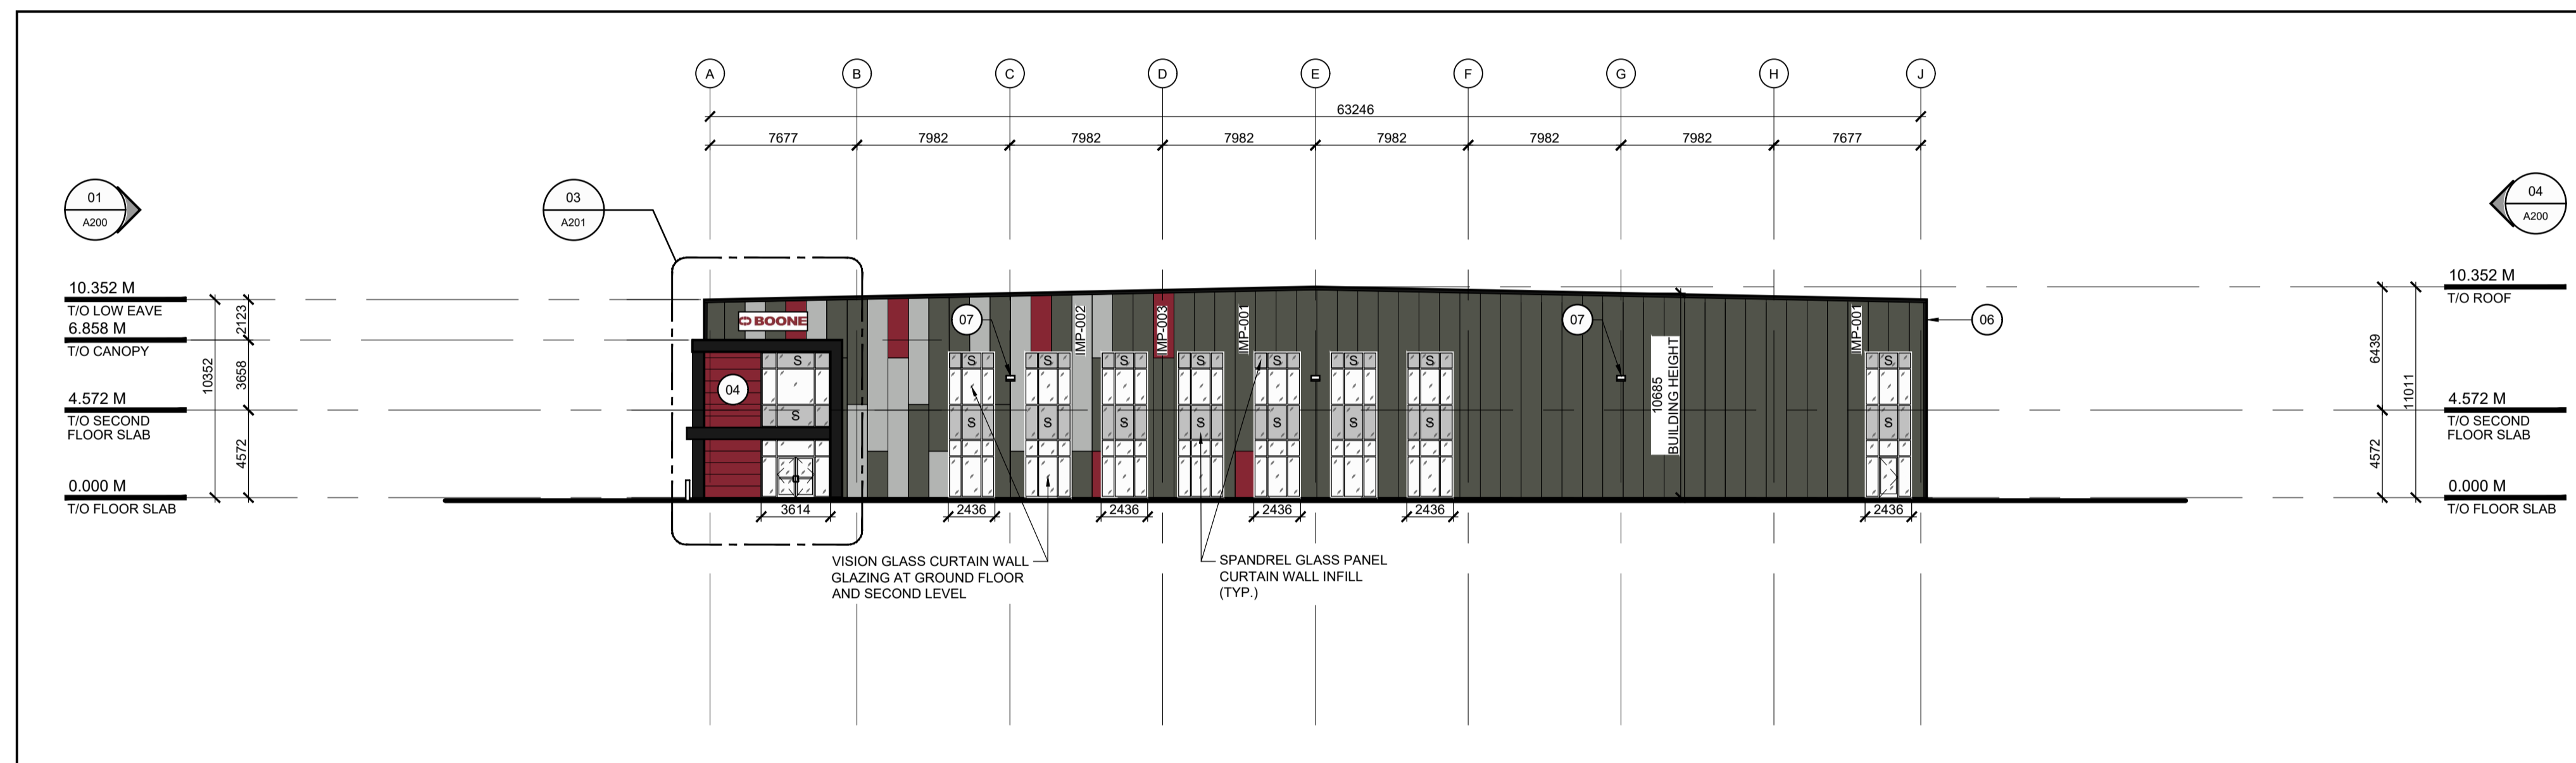 A B C D E F G H J
63246
7677 7982 7982 7982 7982 7982 7982 7677
01
A200
03
A201
04
A200
10.352 M
T/O LOW EAVE
6.858 M
T/O CANOPY
4.572 M
T/O SECOND
FLOOR SLAB
0.000 M
T/O FLOOR SLAB
10352
2123
3658
4572
BOONE
04
07
IMP-002
IMP-003
IMP-001
07
10685
BUILDING HEIGHT
IMP-001
06
S S S S S S S S S
S S S S S S S S S
3614 2436 2436 2436 2436 2436
VISION GLASS CURTAIN WALL
GLAZING AT GROUND FLOOR
AND SECOND LEVEL
SPANDREL GLASS PANEL
CURTAIN WALL INFILL
(TYP.)
10.352 M
T/O ROOF
4.572 M
T/O SECOND
FLOOR SLAB
0.000 M
T/O FLOOR SLAB
6439
4572
11011